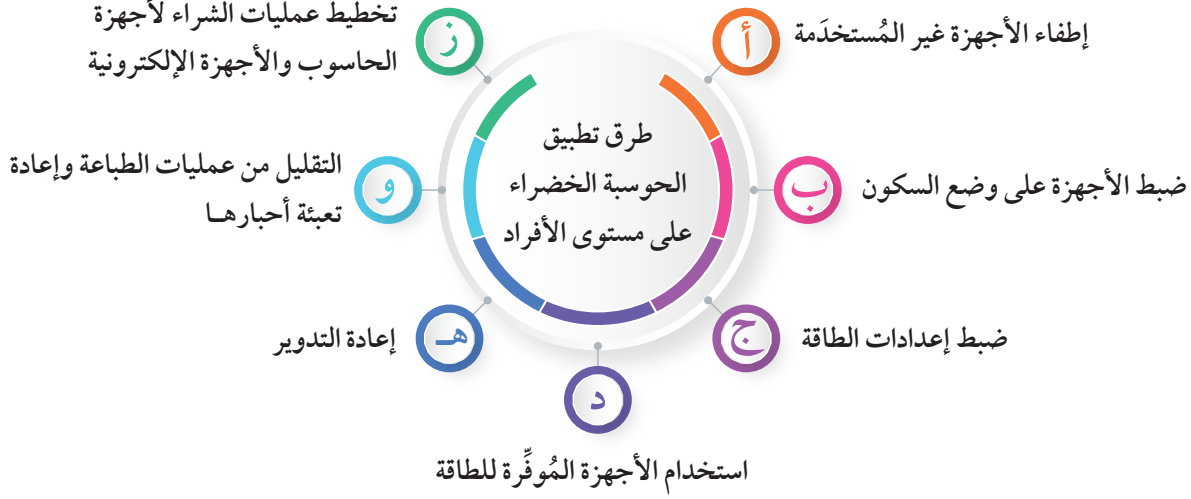 طرق تطبيق
الحوسبة الخضراء
على مستوى الأفراد
أ
إطفاء الأجهزة غير المُستخدَمة
ب
ضبط الأجهزة على وضع السكون
ج
ضبط إعدادات الطاقة
د
استخدام الأجهزة المُوفِّرة للطاقة
هـ
إعادة التدوير
و
التقليل من عمليات الطباعة وإعادة
تعبئة أحبارهـا
ز
تخطيط عمليات الشراء لأجهزة
الحاسوب والأجهزة الإلكترونية